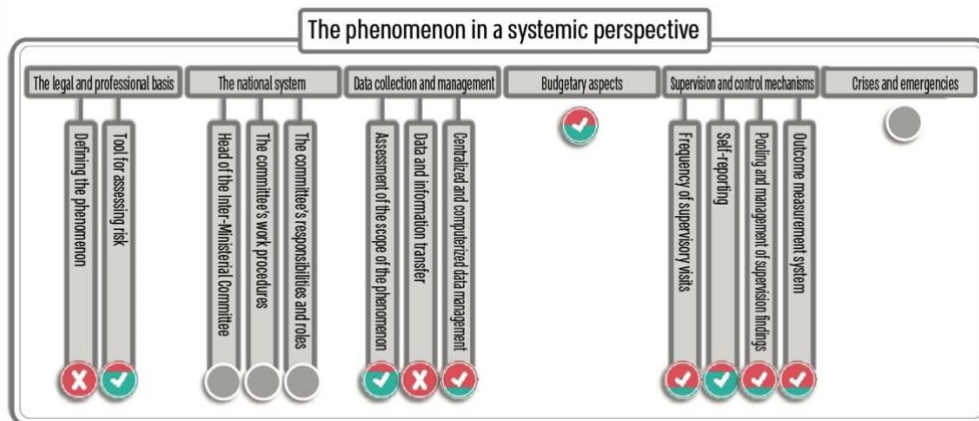 The phenomenon in a systemic perspective
The legal and professional basis
The national system
Data collection and management
Budgetary aspects
Supervision and control mechanisms
Crises and emergencies
Defining the phenomenon
Tool for assessing risk
Head of the Inter-Ministerial Committee
The committee's work procedures
The committee's responsibilities and roles
Assessment of the scope of the phenomenon
Data and information transfer
Centralized and computerized data management
Frequency of supervisory visits
Self-reporting
Pooling and management of supervision findings
Outcome measurement system